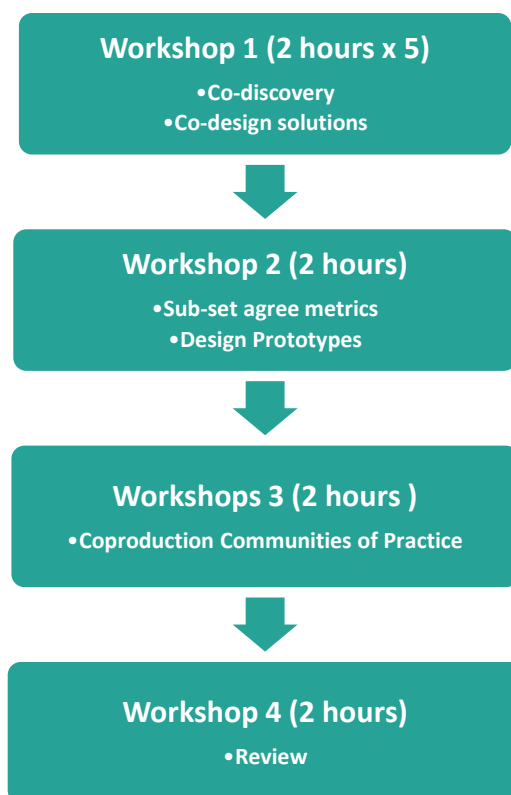 Workshop 1 (2 hours x 5)
•Co-discovery
•Co-design solutions
Workshop 2 (2 hours)
•Sub-set agree metrics
•Design Prototypes
Workshops 3 (2 hours )
•Coproduction Communities of Practice
Workshop 4 (2 hours)
•Review